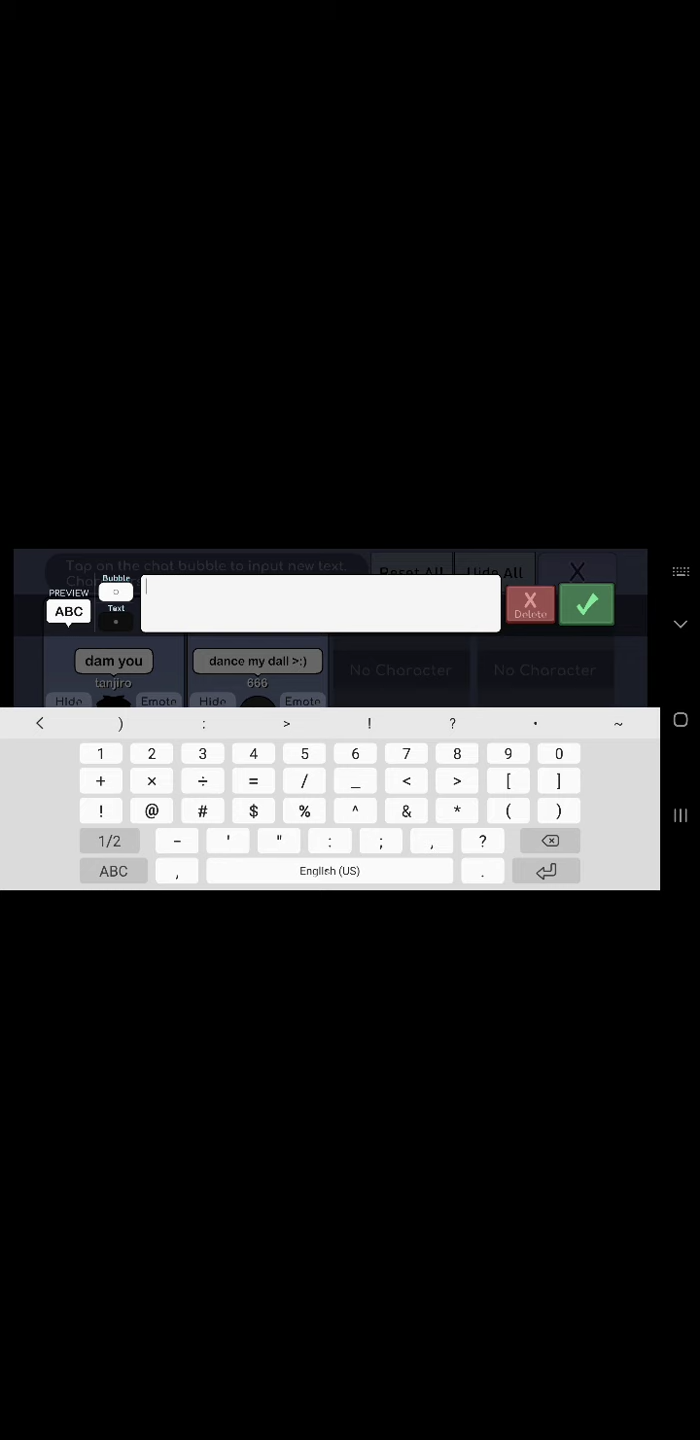 Tap on the chat bubble to input new text.
Reset All
Hide All
X
Bubble
PREVIEW
ABC
Text
X
Delete
dam you
dance my dall >:)
tanjiro
666
No Character
No Character
Hide
Emote
Hide
Emote
< ) : > ! ? • ~
1 2 3 4 5 6 7 8 9 0
+ × ÷ = / _ < > [ ]
! @ # $ % ^ & * ( )
1/2 - ' " : ; , ?
ABC , English (US) .